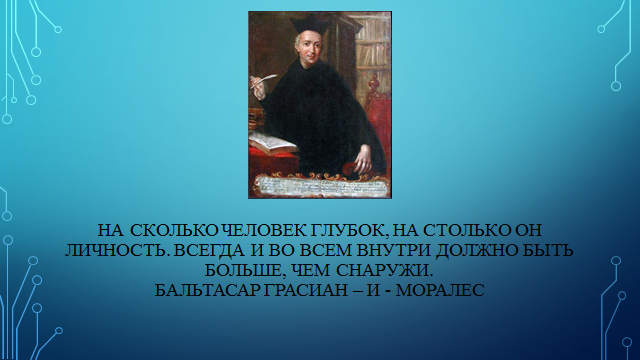 НА СКОЛЬКО ЧЕЛОВЕК ГЛУБОК, НА СТОЛЬКО ОН
ЛИЧНОСТЬ. ВСЕГДА И ВО ВСЕМ ВНУТРИ ДОЛЖНО БЫТЬ
БОЛЬШЕ, ЧЕМ СНАРУЖИ.
БАЛЬТАСАР ГРАСИАН – И - МОРАЛЕС